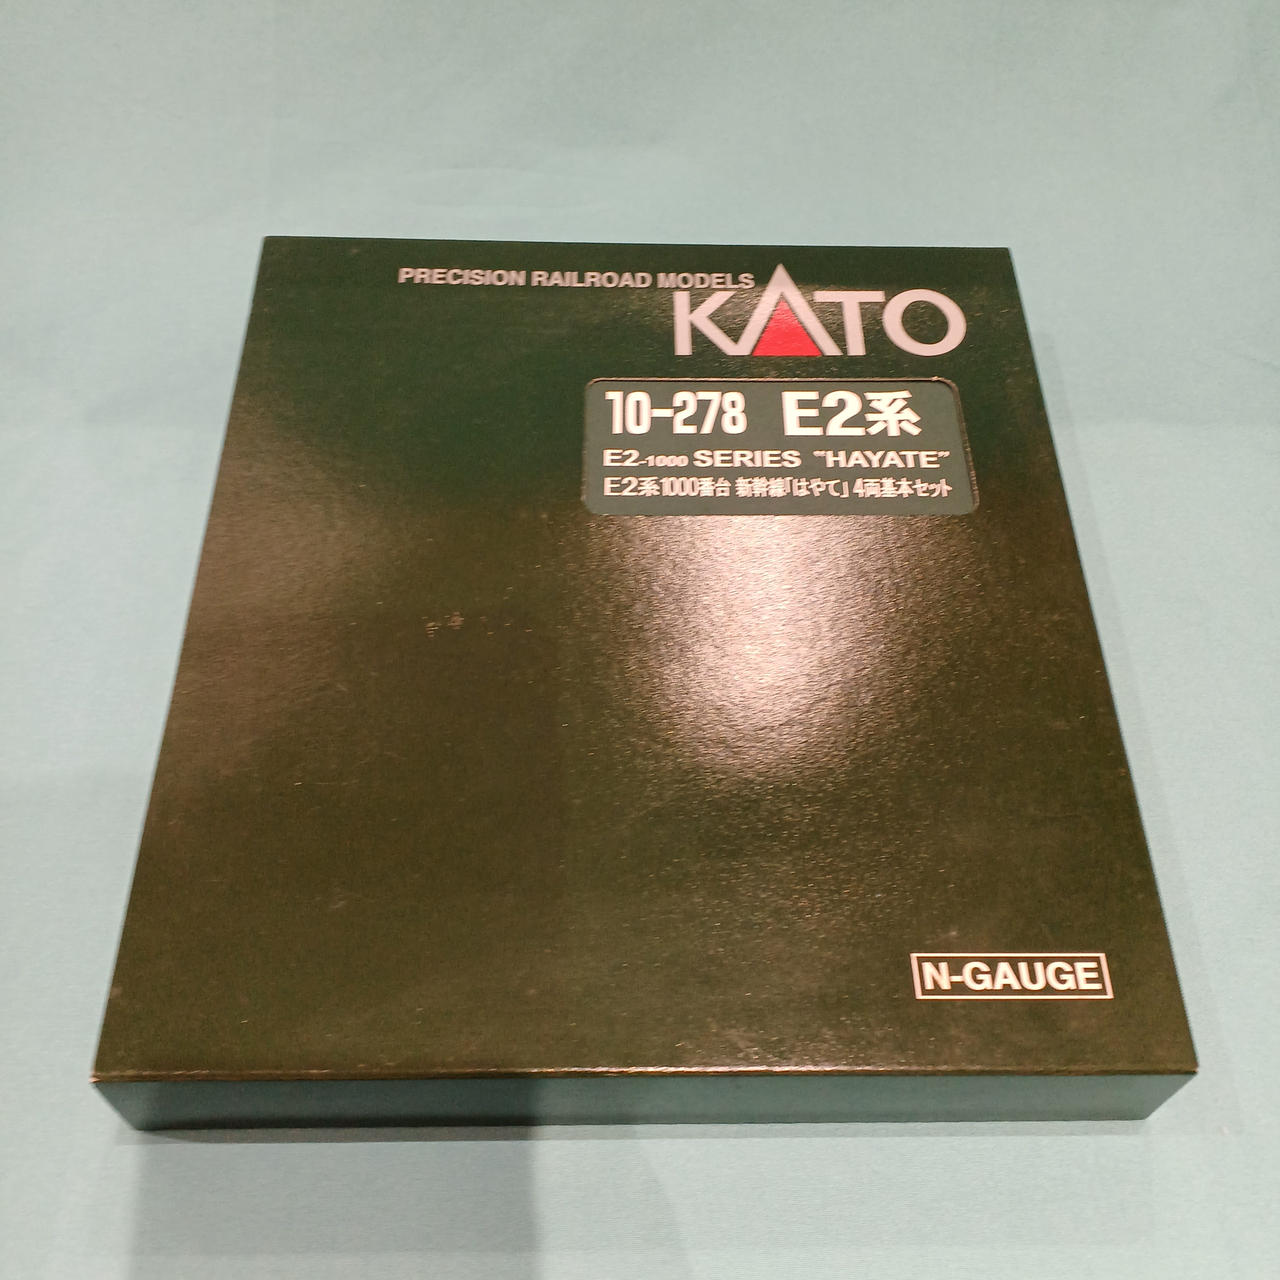 PRECISION RAILROAD MODELS
KATO
10-278 E2系
E2-1000 SERIES "HAYATE"
E2系1000番台 新幹線「はやて」 4両基本セット
N-GAUGE